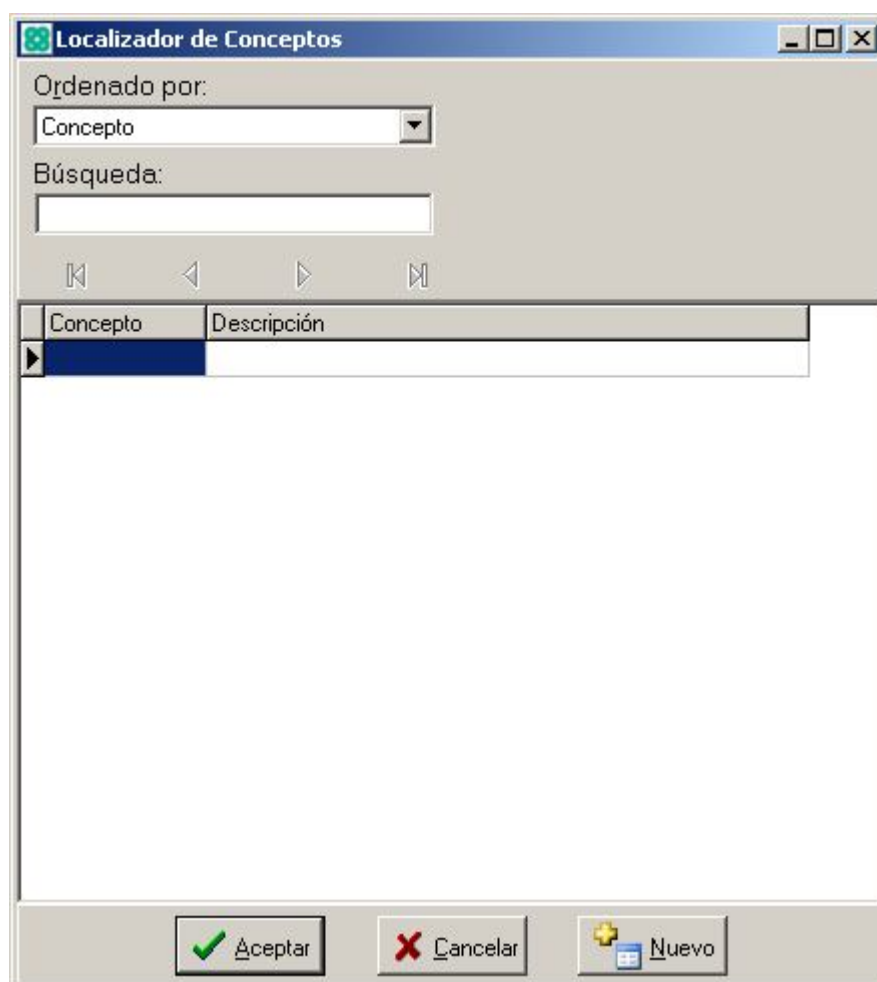 Localizador de Conceptos
Ordenado por:
Concepto
Búsqueda:
Concepto Descripción
Aceptar Cancelar Nuevo